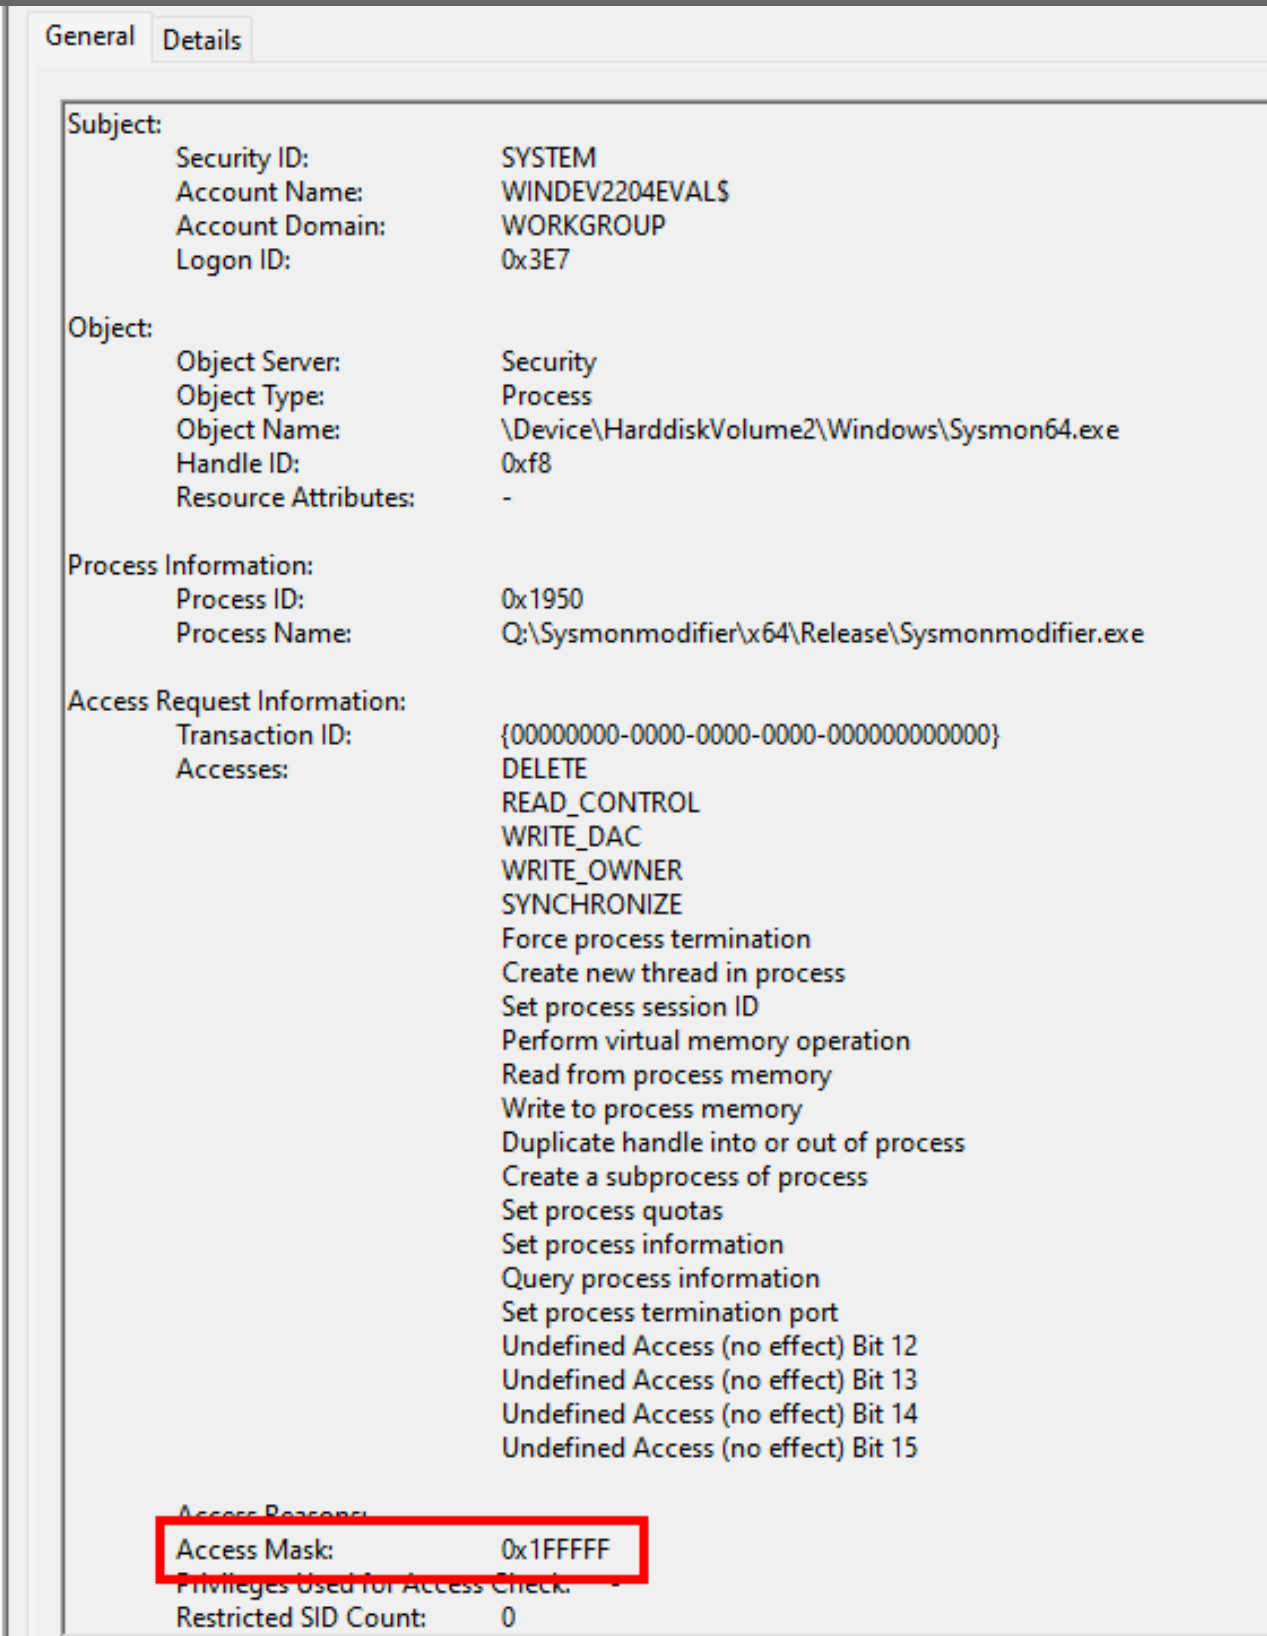 General Details
Subject:
Security ID: SYSTEM
Account Name: WINDEV2204EVAL$
Account Domain: WORKGROUP
Logon ID: 0x3E7
Object:
Object Server: Security
Object Type: Process
Object Name: \Device\HarddiskVolume2\Windows\Sysmon64.exe
Handle ID: 0xf8
Resource Attributes: -
Process Information:
Process ID: 0x1950
Process Name: Q:\Sysmonmodifier\x64\Release\Sysmonmodifier.exe
Access Request Information:
Transaction ID: {00000000-0000-0000-0000-000000000000}
Accesses: DELETE
READ_CONTROL
WRITE_DAC
WRITE_OWNER
SYNCHRONIZE
Force process termination
Create new thread in process
Set process session ID
Perform virtual memory operation
Read from process memory
Write to process memory
Duplicate handle into or out of process
Create a subprocess of process
Set process quotas
Set process information
Query process information
Set process termination port
Undefined Access (no effect) Bit 12
Undefined Access (no effect) Bit 13
Undefined Access (no effect) Bit 14
Undefined Access (no effect) Bit 15
Access Reasons:
Access Mask: 0x1FFFFF
Privileges Used for Access Check: -
Restricted SID Count: 0